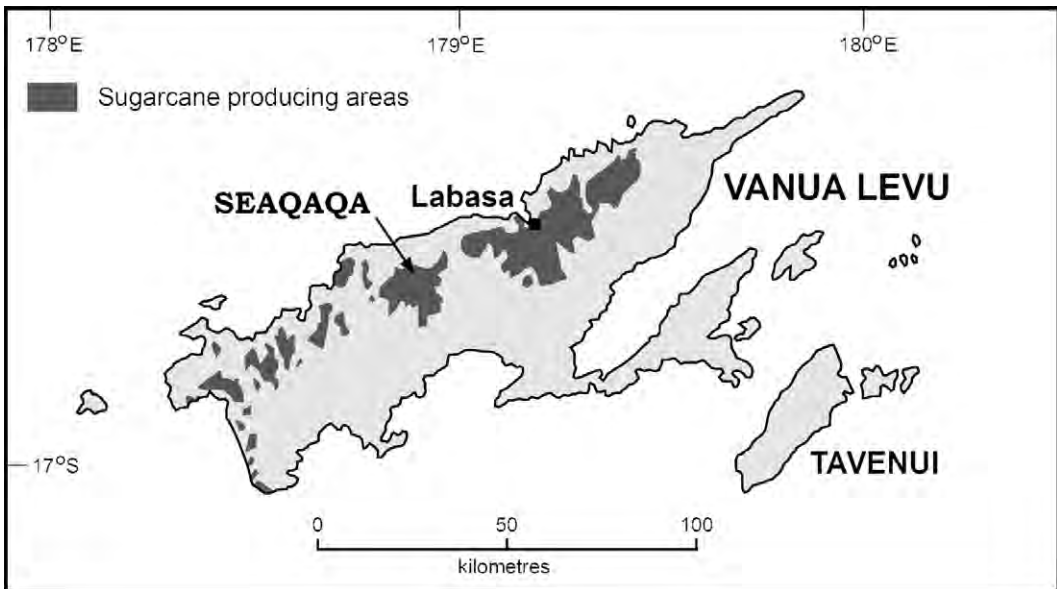 178°E
179°E
180°E
Sugarcane producing areas
VANUA LEVU
SEAQAQA
Labasa
17°S
TAVENUI
0 50 100
kilometres